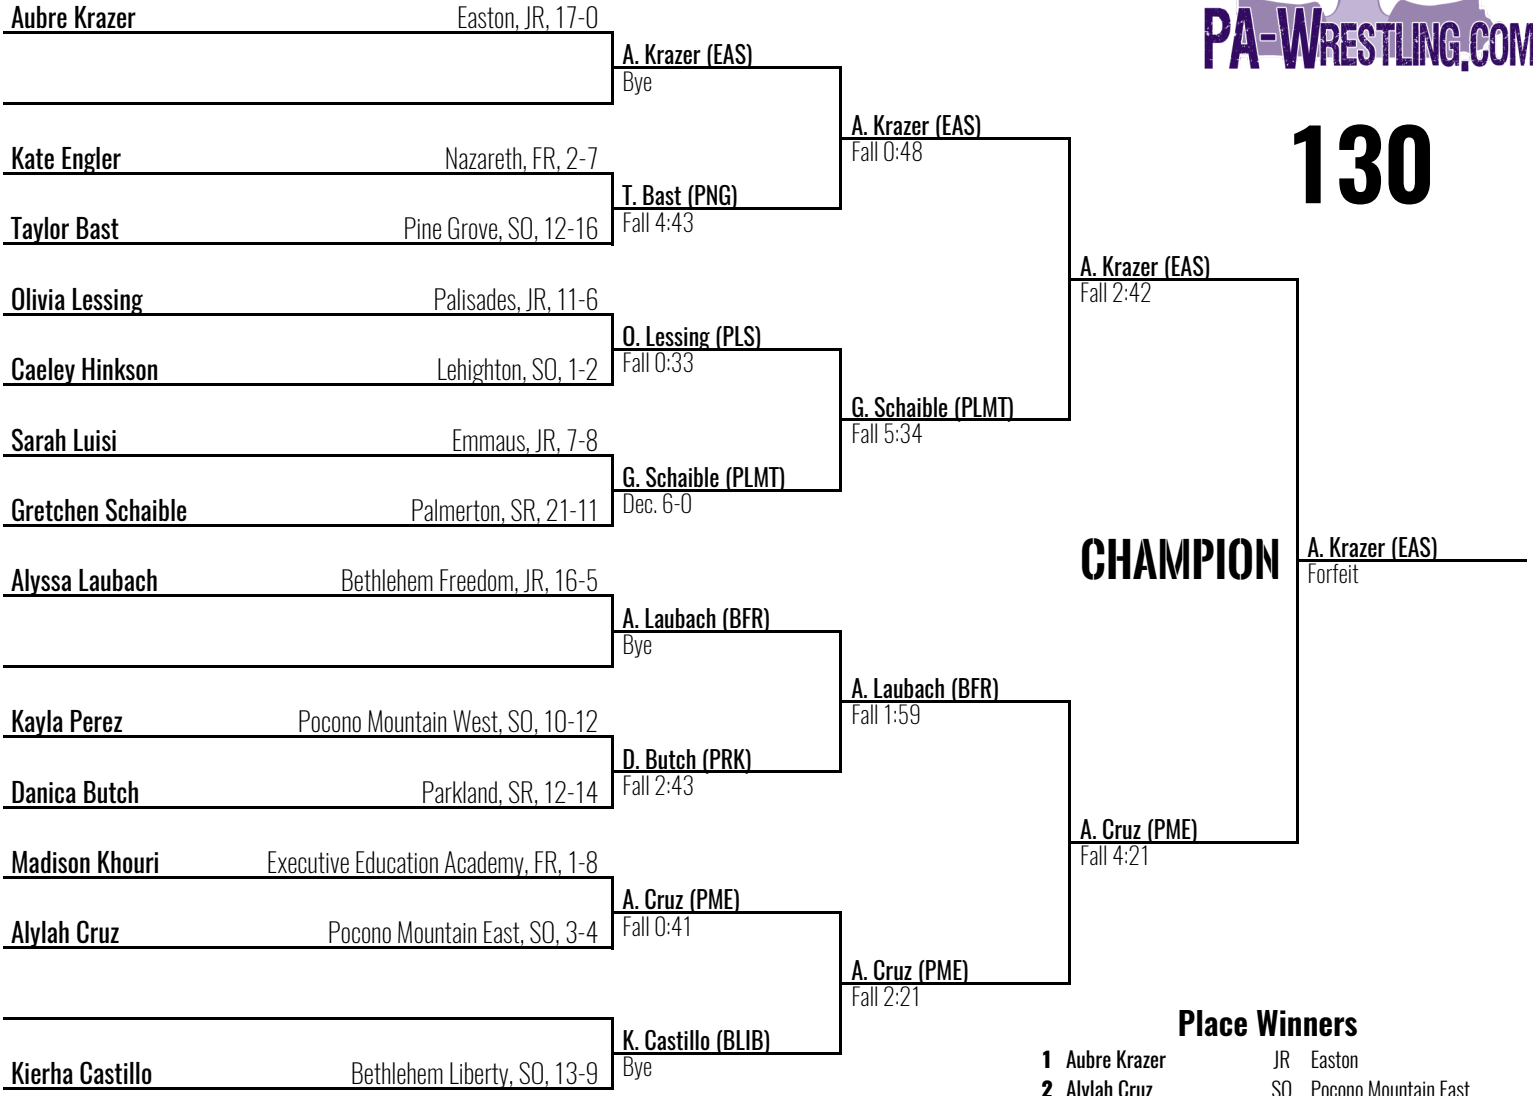 PA-WRESTLING.COM
130
Aubre Krazer Easton, JR, 17-0
A. Krazer (EAS)
Bye
A. Krazer (EAS)
Fall 0:48
Kate Engler Nazareth, FR, 2-7
T. Bast (PNG)
Fall 4:43
Taylor Bast Pine Grove, SO, 12-16
A. Krazer (EAS)
Fall 2:42
Olivia Lessing Palisades, JR, 11-6
O. Lessing (PLS)
Fall 0:33
Caeley Hinkson Lehighton, SO, 1-2
G. Schaible (PLMT)
Fall 5:34
Sarah Luisi Emmaus, JR, 7-8
G. Schaible (PLMT)
Dec. 6-0
Gretchen Schaible Palmerton, SR, 21-11
CHAMPION
A. Krazer (EAS)
Forfeit
Alyssa Laubach Bethlehem Freedom, JR, 16-5
A. Laubach (BFR)
Bye
A. Laubach (BFR)
Fall 1:59
Kayla Perez Pocono Mountain West, SO, 10-12
D. Butch (PRK)
Fall 2:43
Danica Butch Parkland, SR, 12-14
A. Cruz (PME)
Fall 4:21
Madison Khouri Executive Education Academy, FR, 1-8
A. Cruz (PME)
Fall 0:41
Alylah Cruz Pocono Mountain East, SO, 3-4
A. Cruz (PME)
Fall 2:21
K. Castillo (BLIB)
Bye
Kierha Castillo Bethlehem Liberty, SO, 13-9
Place Winners
1 Aubre Krazer JR Easton
2 Alylah Cruz SO Pocono Mountain East